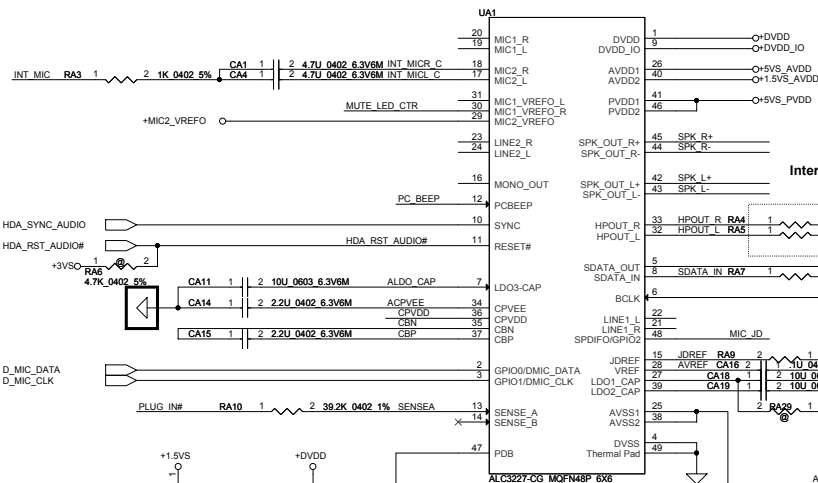 UA1
20 MIC1_R
19 MIC1_L
INT_MIC RA3 1 2 1K_0402_5%
CA1 1 2 4.7U_0402_6.3V6M INT_MICR_C 18 MIC2_R
CA4 1 2 4.7U_0402_6.3V6M INT_MICL_C 17 MIC2_L
31 MIC1_VREFO_L
MUTE_LED_CTR 30 MIC1_VREFO_R
+MIC2_VREFO 29 MIC2_VREFO
23 LINE2_R
24 LINE2_L
16 MONO_OUT
PC_BEEP 12 PCBEEP
HDA_SYNC_AUDIO 10 SYNC
HDA_RST_AUDIO# HDA_RST_AUDIO# 11 RESET#
+3VS 1 @ 2
RA6
4.7K_0402_5%
CA11 1 2 10U_0603_6.3V6M ALDO_CAP 7 LDO3-CAP
CA14 1 2 2.2U_0402_6.3V6M ACPVEE 34 CPVEE
CPVDD 36 CPVDD
CBN 35 CBN
CA15 1 2 2.2U_0402_6.3V6M CBP 37 CBP
D_MIC_DATA 2 GPIO0/DMIC_DATA
D_MIC_CLK 3 GPIO1/DMIC_CLK
PLUG_IN# RA10 1 2 39.2K_0402_1% SENSEA 13 SENSE_A
14 SENSE_B
47 PDB
+1.5VS
1
+DVDD
DVDD 1 +DVDD
DVDD_IO 9 +DVDD_IO
AVDD1 26 +5VS_AVDD
AVDD2 40 +1.5VS_AVDD
PVDD1 41 +5VS_PVDD
PVDD2 46
SPK_OUT_R+ 45 SPK_R+
SPK_OUT_R- 44 SPK_R-
Inter
SPK_OUT_L+ 42 SPK_L+
SPK_OUT_L- 43 SPK_L-
HPOUT_R 33 HPOUT_R RA4 1
HPOUT_L 32 HPOUT_L RA5 1
SDATA_OUT 5
SDATA_IN 8 SDATA_IN RA7 1
BCLK 6
LINE1_L 22
LINE1_R 21
SPDIFO/GPIO2 48 MIC_JD
JDREF 15 JDREF RA9 2 1
VREF 28 AVREF CA16 2 1 .1U_04
LDO1_CAP 27 CA18 1 2 10U_06
LDO2_CAP 39 CA19 1 2 10U_06
AVSS1 25
AVSS2 38
2 RA29 1
@
DVSS 4
Thermal Pad 49
ALC3227-CG_MQFN48P_6X6
A